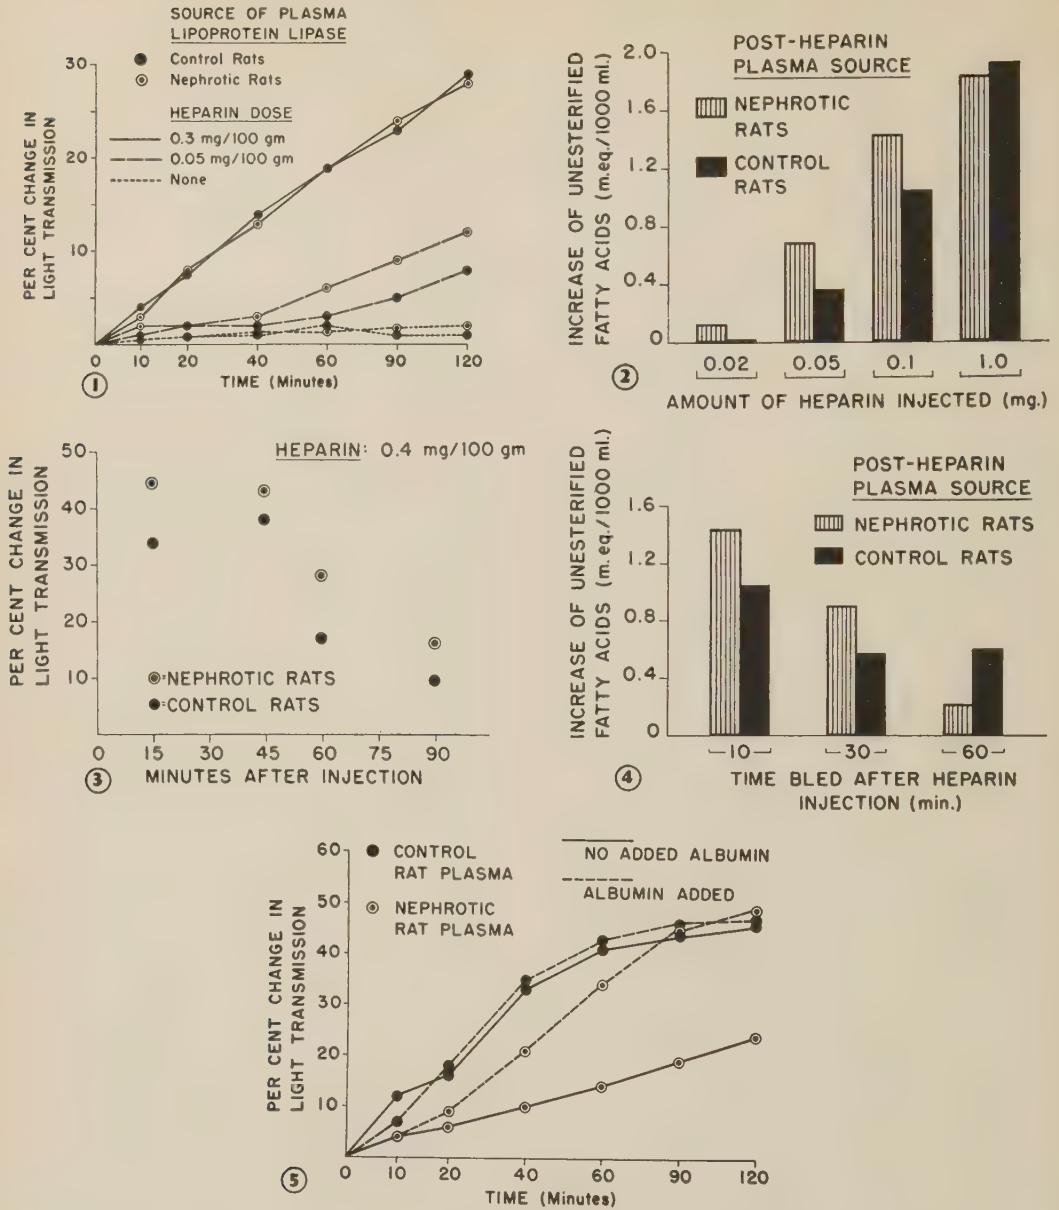 SOURCE OF PLASMA
LIPOPROTEIN LIPASE
Control Rats
Nephrotic Rats
HEPARIN DOSE
0.3 mg/100 gm
0.05 mg/100 gm
None
PER CENT CHANGE IN
LIGHT TRANSMISSION
30
20
10
0 10 20 40 60 90 120
TIME (Minutes)
1
POST-HEPARIN
PLASMA SOURCE
NEPHROTIC
RATS
CONTROL
RATS
INCREASE OF UNESTERIFIED
FATTY ACIDS (m.eq./1000 ml.)
2.0
1.6
1.2
0.8
0.4
0
0.02 0.05 0.1 1.0
2
AMOUNT OF HEPARIN INJECTED (mg.)
HEPARIN: 0.4 mg/100 gm
PER CENT CHANGE IN
LIGHT TRANSMISSION
50
40
30
20
10
=NEPHROTIC RATS
=CONTROL RATS
0 15 30 45 60 75 90
3
MINUTES AFTER INJECTION
POST-HEPARIN
PLASMA SOURCE
NEPHROTIC RATS
CONTROL RATS
INCREASE OF UNESTERIFIED
FATTY ACIDS (m.eq./1000 ml.)
1.6
1.2
0.8
0.4
0
10 30 60
4
TIME BLED AFTER HEPARIN
INJECTION (min.)
CONTROL
RAT PLASMA
NEPHROTIC
RAT PLASMA
NO ADDED ALBUMIN
ALBUMIN ADDED
PER CENT CHANGE IN
LIGHT TRANSMISSION
60
50
40
30
20
10
0 10 20 40 60 90 120
5
TIME (Minutes)